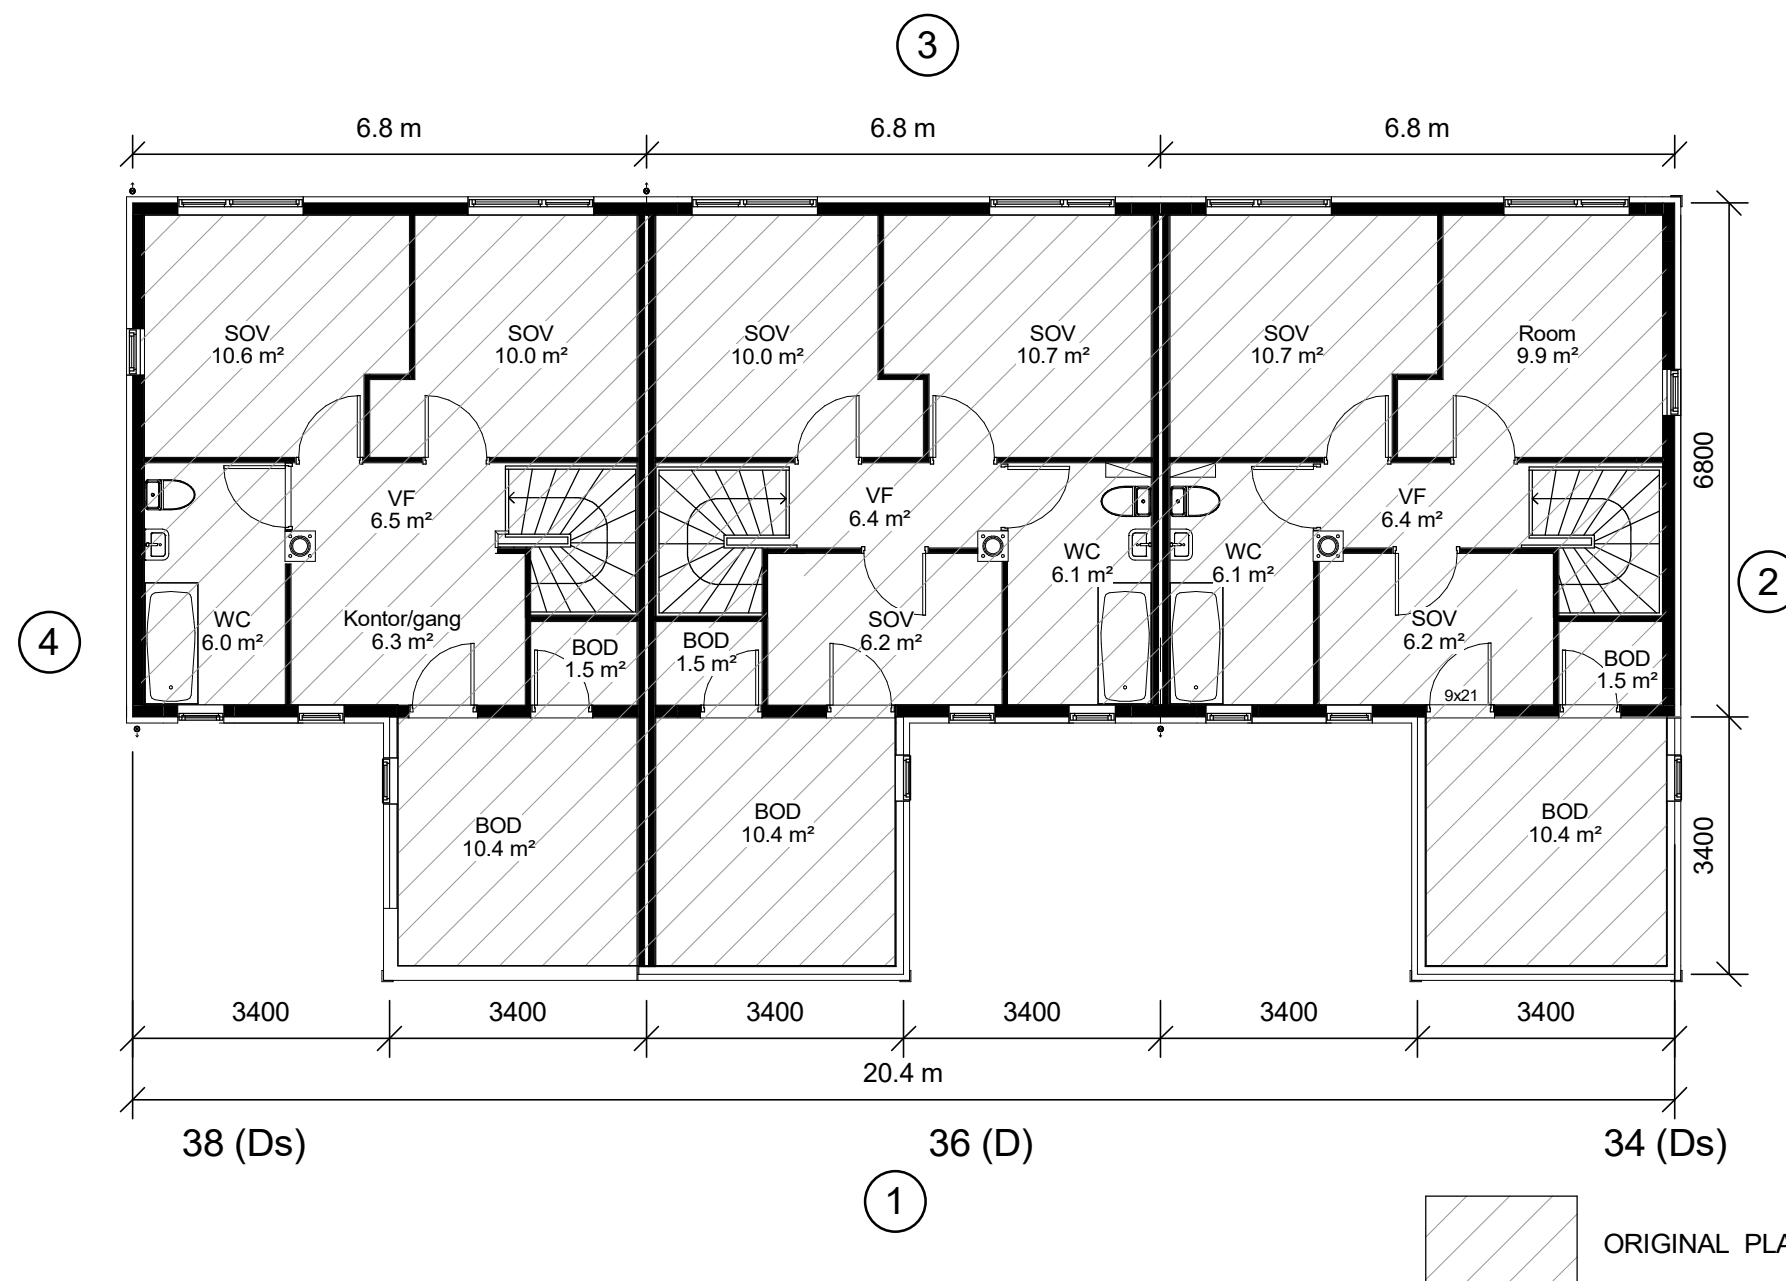 3
6.8 m
6.8 m
6.8 m
SOV
10.6 m²
SOV
10.0 m²
SOV
10.0 m²
SOV
10.7 m²
SOV
10.7 m²
Room
9.9 m²
6800
VF
6.5 m²
VF
6.4 m²
VF
6.4 m²
WC
6.1 m²
WC
6.1 m²
2
4
WC
6.0 m²
Kontor/gang
6.3 m²
BOD
1.5 m²
BOD
1.5 m²
SOV
6.2 m²
SOV
6.2 m²
BOD
1.5 m²
9x21
BOD
10.4 m²
BOD
10.4 m²
BOD
10.4 m²
3400
3400
3400
3400
3400
3400
3400
20.4 m
38 (Ds)
36 (D)
34 (Ds)
1
ORIGINAL PLA